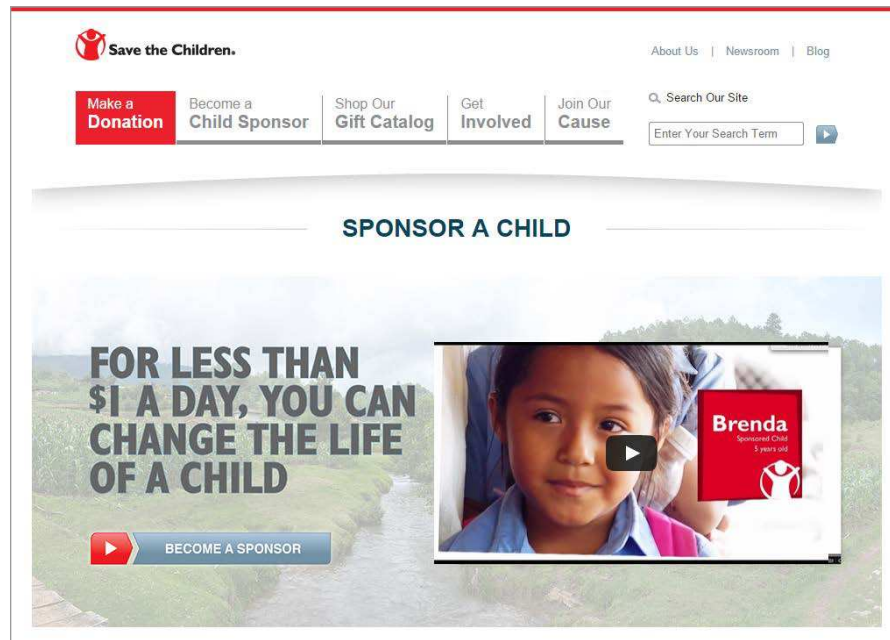 Save the Children.
About Us | Newsroom | Blog
Make a
Donation
Become a
Child Sponsor
Shop Our
Gift Catalog
Get
Involved
Join Our
Cause
Search Our Site
Enter Your Search Term
SPONSOR A CHILD
FOR LESS THAN
$1 A DAY, YOU CAN
CHANGE THE LIFE
OF A CHILD
BECOME A SPONSOR
Brenda
Sponsored Child
5 years old